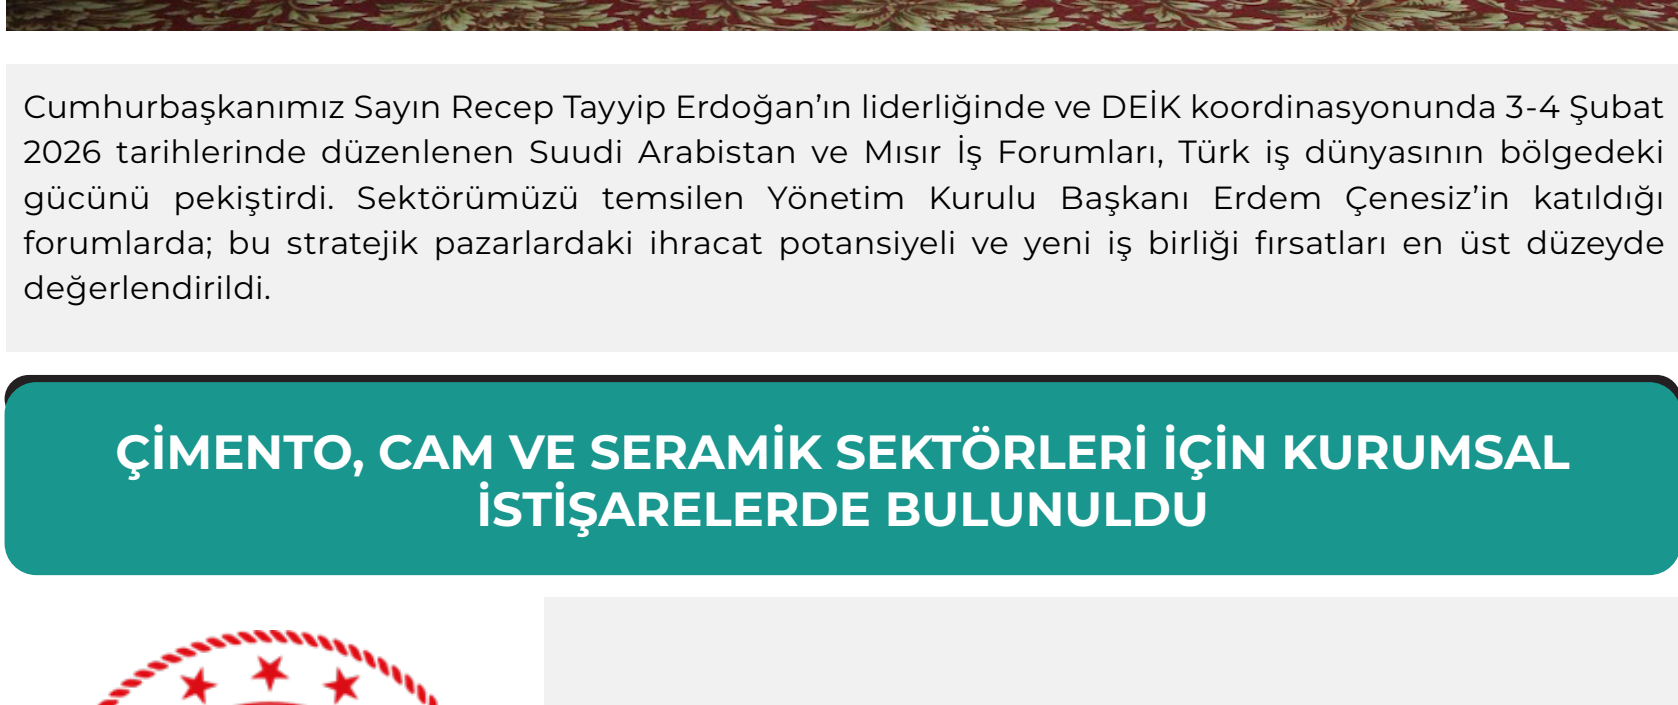 Cumhurbaşkanımız Sayın Recep Tayyip Erdoğan’ın liderliğinde ve DEİK koordinasyonunda 3-4 Şubat
2026 tarihlerinde düzenlenen Suudi Arabistan ve Mısır İş Forumları, Türk iş dünyasının bölgedeki
gücünü pekiştirdi. Sektörümüzü temsilen Yönetim Kurulu Başkanı Erdem Çenesiz’in katıldığı
forumlarda; bu stratejik pazarlardaki ihracat potansiyeli ve yeni iş birliği fırsatları en üst düzeyde
değerlendirildi.
ÇİMENTO, CAM VE SERAMİK SEKTÖRLERİ İÇİN KURUMSAL
İSTİŞARELERDE BULUNULDU